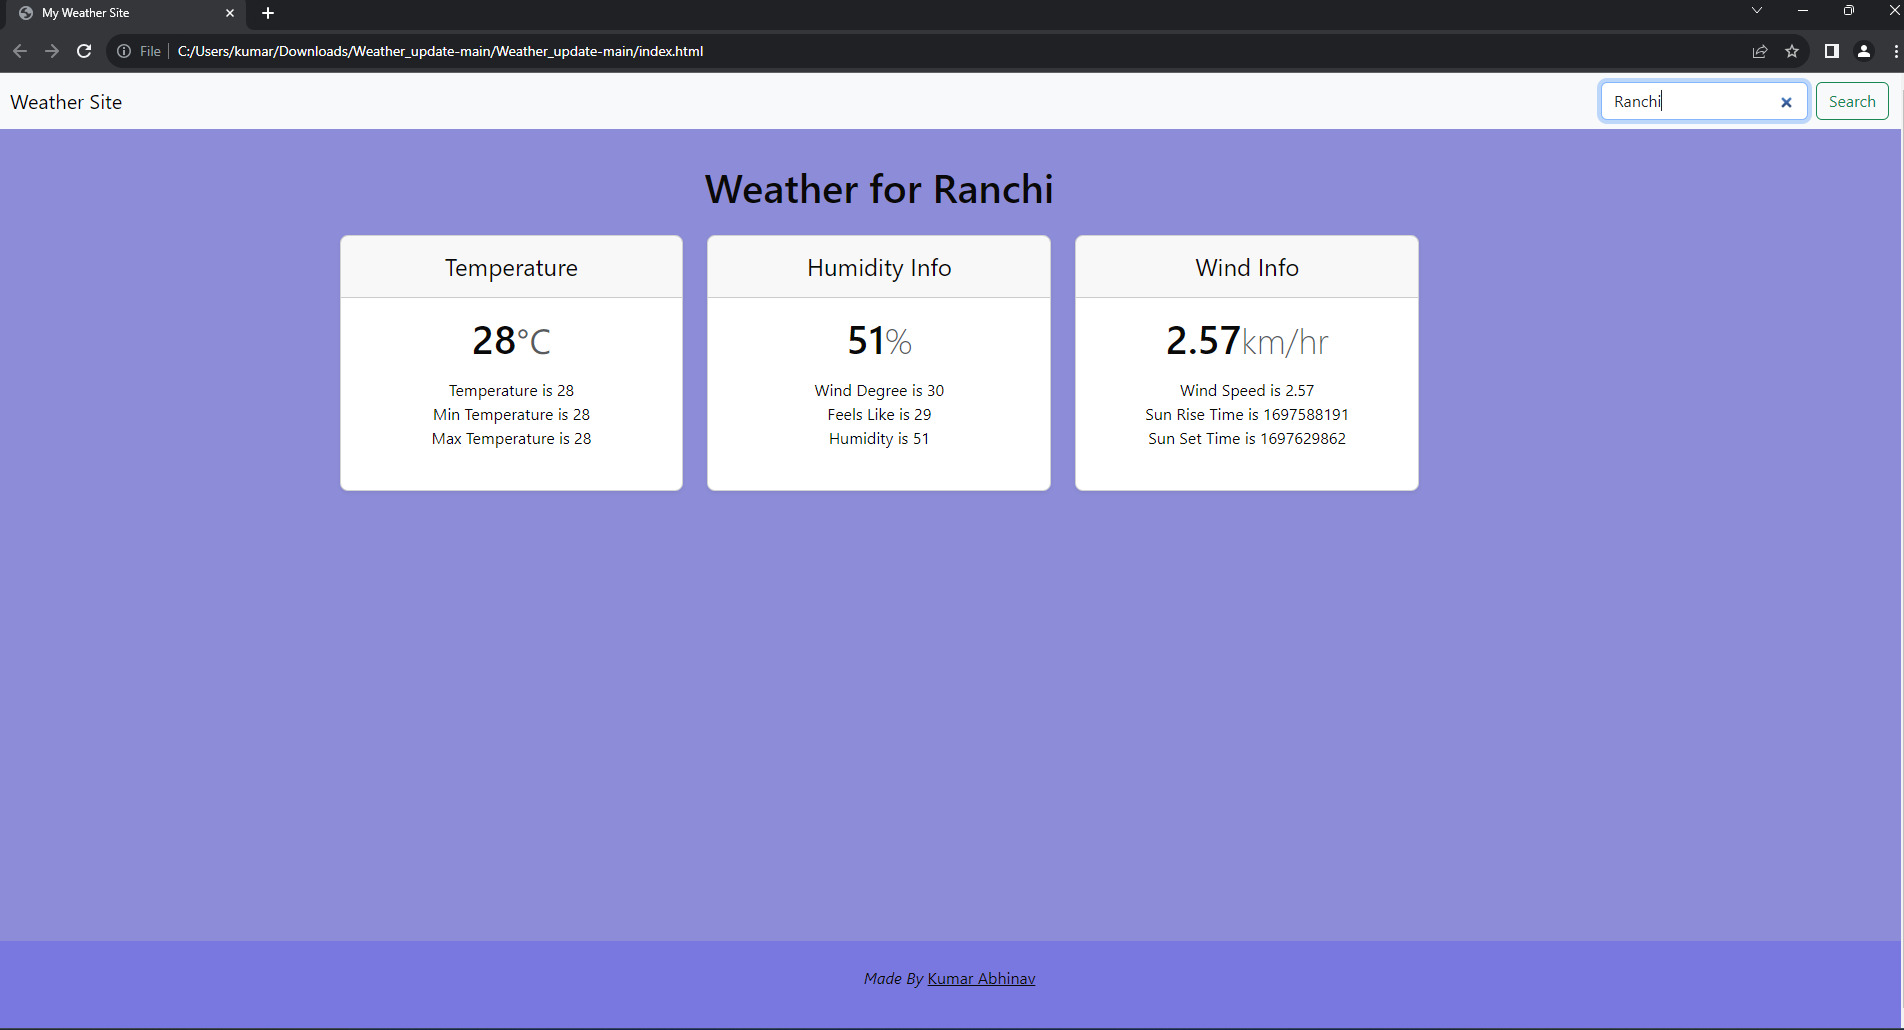 My Weather Site
File C:/Users/kumar/Downloads/Weather_update-main/Weather_update-main/index.html
Weather Site
Ranchi
Search
Weather for Ranchi
Temperature
28°C
Temperature is 28
Min Temperature is 28
Max Temperature is 28
Humidity Info
51%
Wind Degree is 30
Feels Like is 29
Humidity is 51
Wind Info
2.57km/hr
Wind Speed is 2.57
Sun Rise Time is 1697588191
Sun Set Time is 1697629862
Made By Kumar Abhinav